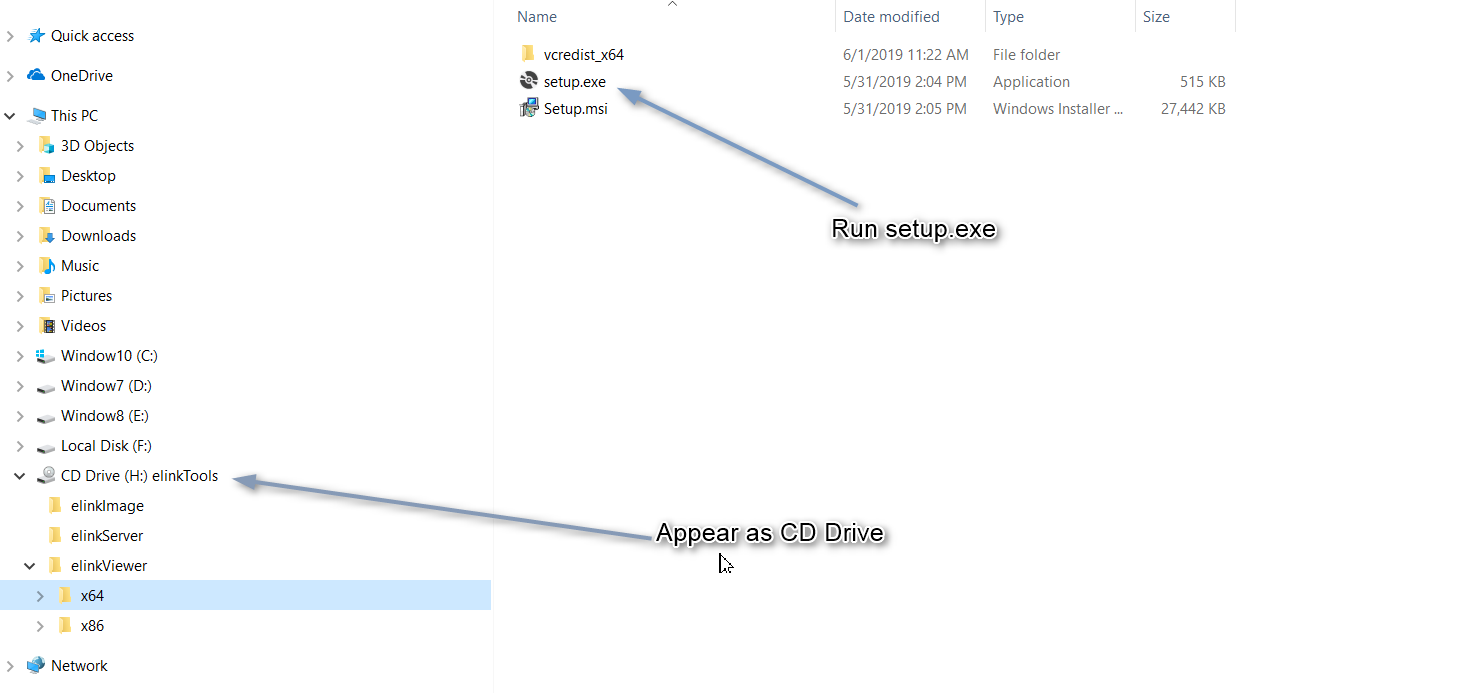 Name Date modified Type Size
Quick access
OneDrive
This PC
3D Objects
Desktop
Documents
Downloads
Music
Pictures
Videos
Window10 (C:)
Window7 (D:)
Window8 (E:)
Local Disk (F:)
CD Drive (H:) elinkTools
elinkImage
elinkServer
elinkViewer
x64
x86
Network
vcredist_x64 6/1/2019 11:22 AM File folder
setup.exe 5/31/2019 2:04 PM Application 515 KB
Setup.msi 5/31/2019 2:05 PM Windows Installer ... 27,442 KB
Run setup.exe
Appear as CD Drive